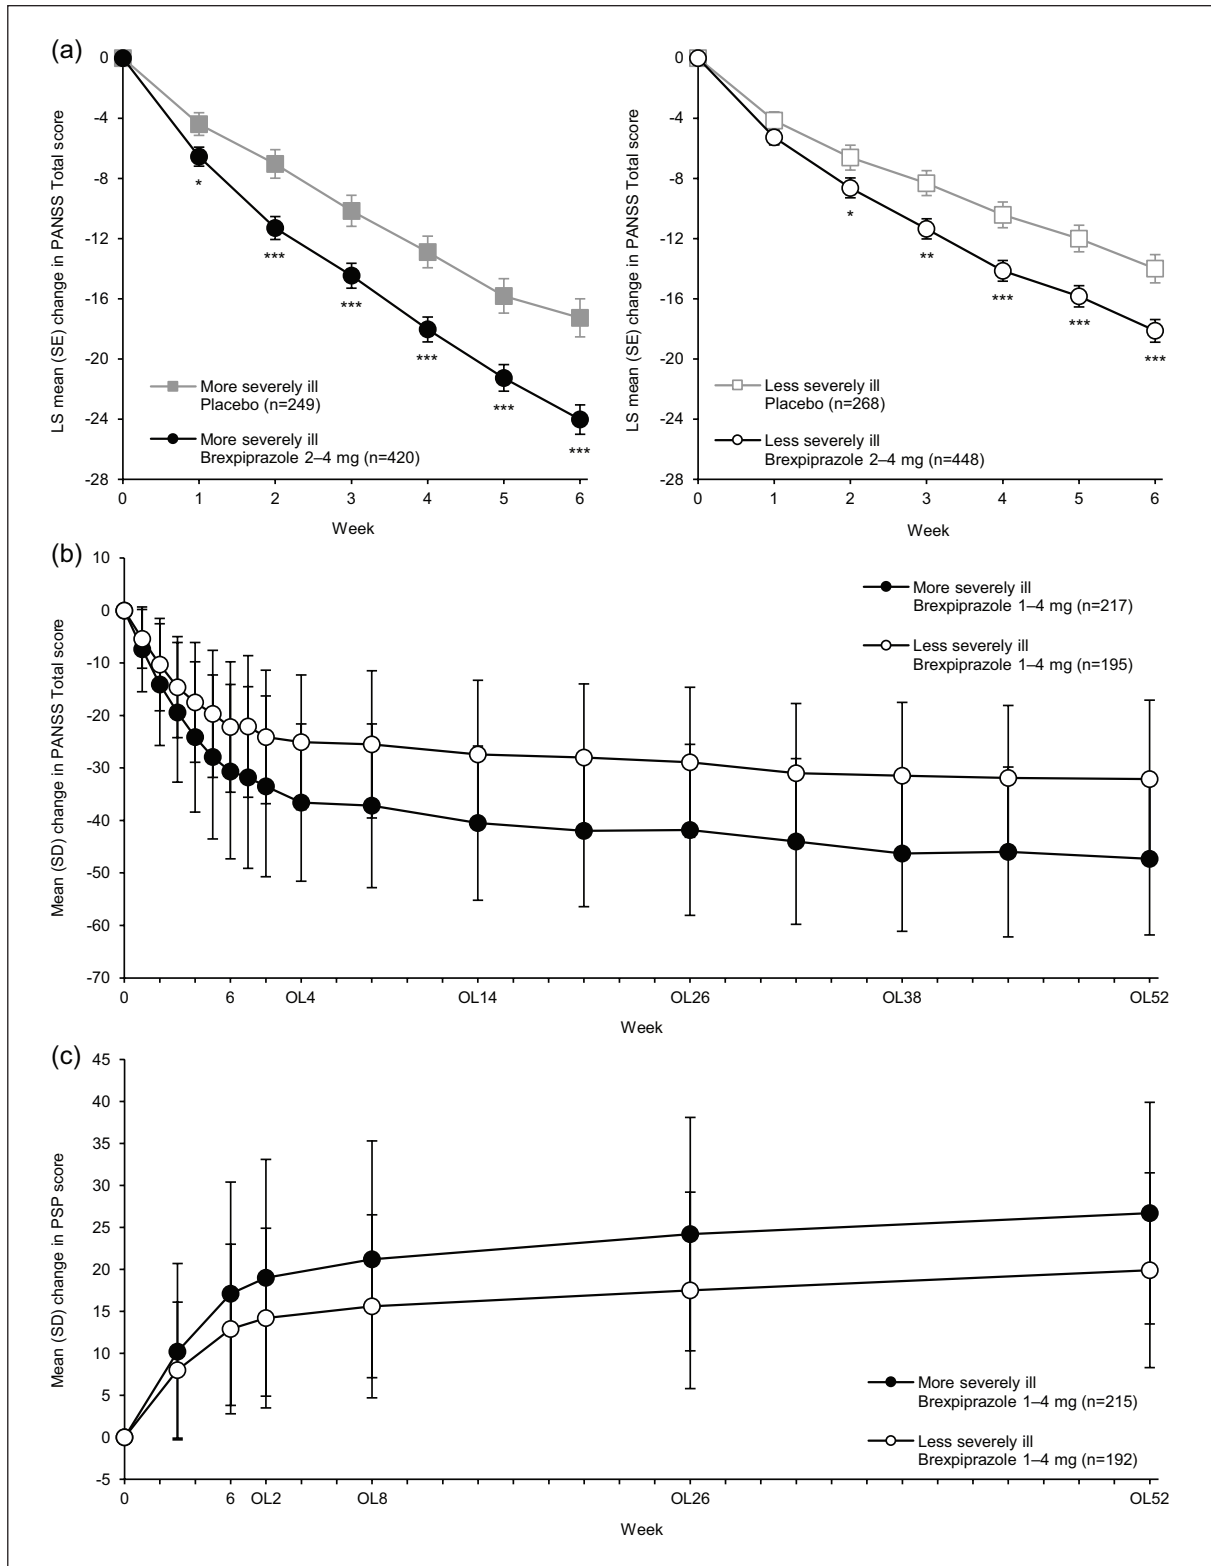 (a)
LS mean (SE) change in PANSS Total score
0
-4
-8
-12
-16
-20
-24
-28
*
***
***
***
***
***
More severely ill
Placebo (n=249)
More severely ill
Brexpiprazole 2–4 mg (n=420)
0 1 2 3 4 5 6
Week
LS mean (SE) change in PANSS Total score
0
-4
-8
-12
-16
-20
-24
-28
*
**
***
***
***
Less severely ill
Placebo (n=268)
Less severely ill
Brexpiprazole 2–4 mg (n=448)
0 1 2 3 4 5 6
Week
(b)
Mean (SD) change in PANSS Total score
10
0
-10
-20
-30
-40
-50
-60
-70
More severely ill
Brexpiprazole 1–4 mg (n=217)
Less severely ill
Brexpiprazole 1–4 mg (n=195)
0 6 OL4 OL14 OL26 OL38 OL52
Week
(c)
Mean (SD) change in PSP score
45
40
35
30
25
20
15
10
5
0
-5
More severely ill
Brexpiprazole 1–4 mg (n=215)
Less severely ill
Brexpiprazole 1–4 mg (n=192)
0 6 OL2 OL8 OL26 OL52
Week